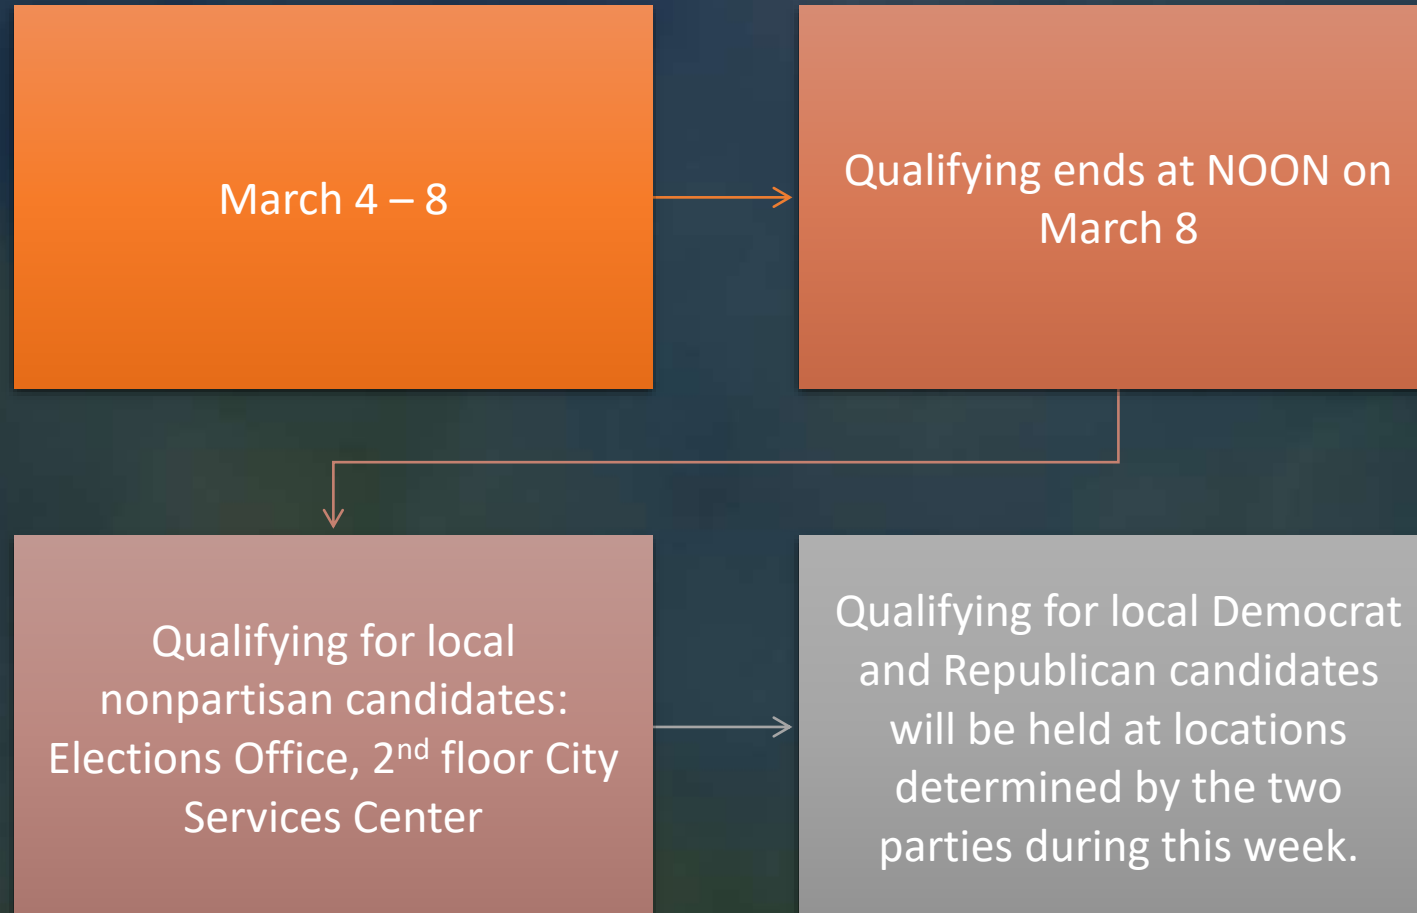 March 4 – 8
Qualifying ends at NOON on
March 8
Qualifying for local
nonpartisan candidates:
Elections Office, 2nd floor City
Services Center
Qualifying for local Democrat
and Republican candidates
will be held at locations
determined by the two
parties during this week.